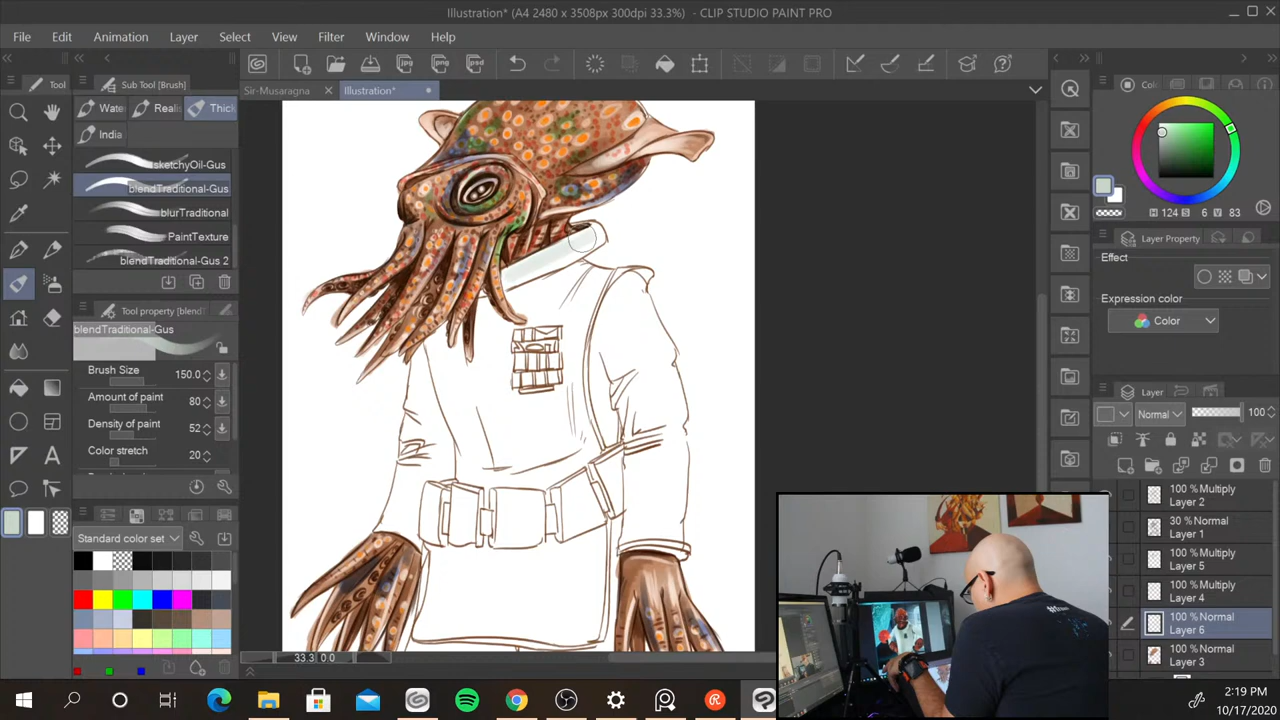 Illustration* (A4 2480 x 3508px 300dpi 33.3%) - CLIP STUDIO PAINT PRO
File Edit Animation Layer Select View Filter Window Help
Tool
Sub Tool [Brush]
Sir-Musaragna
Illustration*
Wate
Reali
Thick
India
sketchyOil-Gus
blendTraditional-Gus
blurTraditional
PaintTexture
blendTraditional-Gus 2
Tool property [blend
blendTraditional-Gus
Brush Size 150.0
Amount of paint 80
Density of paint 52
Color stretch 20
Standard color set
33.3 0.0
H 124 S 6 V 83
Layer Property
Effect
Expression color
Color
Layer
Normal 100
100 % Multiply
Layer 2
30 % Normal
Layer 1
100 % Multiply
Layer 5
100 % Multiply
Layer 4
100 % Normal
Layer 6
100 % Normal
Layer 3
2:19 PM
10/17/2020